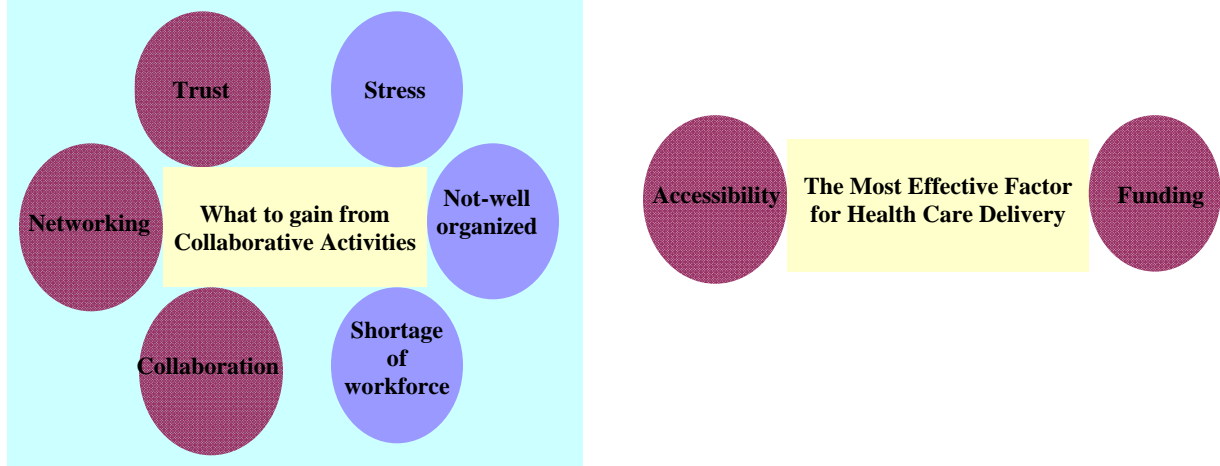 Trust
Stress
Networking
What to gain from
Collaborative Activities
Not-well
organized
Collaboration
Shortage
of
workforce
Accessibility
The Most Effective Factor
for Health Care Delivery
Funding